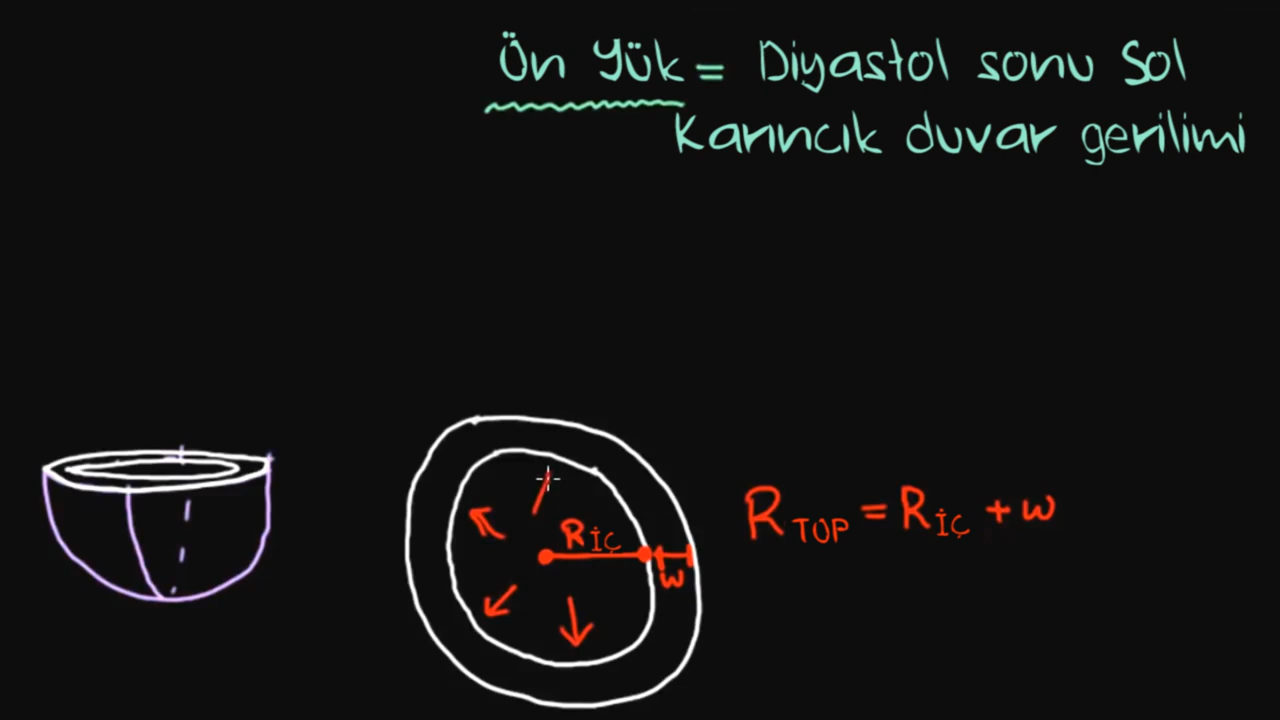 Ön Yük = Diyastol sonu Sol
Karıncık duvar gerilimi
RİÇ
w
RTOP = RİÇ + w